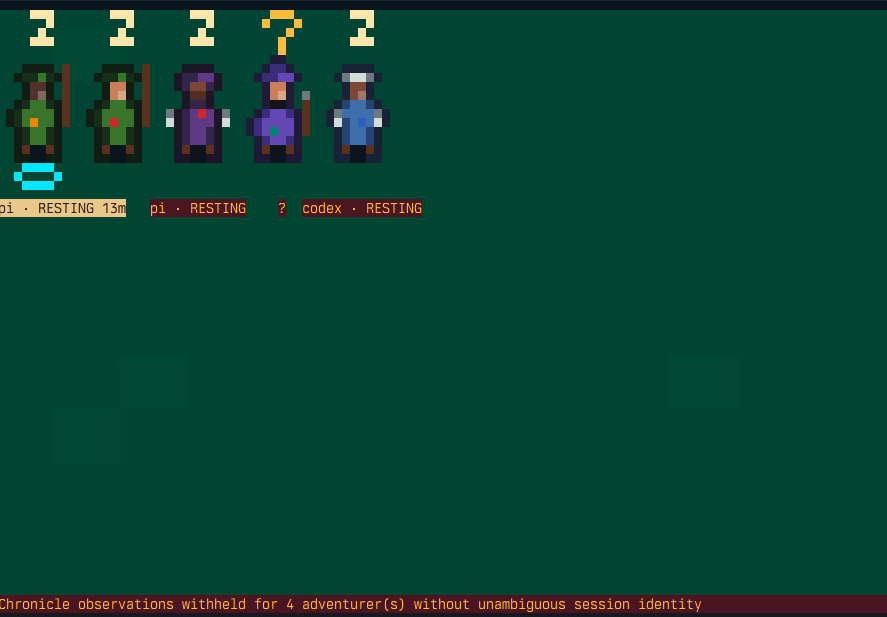 pi · RESTING 13m pi · RESTING ? codex · RESTING
Chronicle observations withheld for 4 adventurer(s) without unambiguous session identity